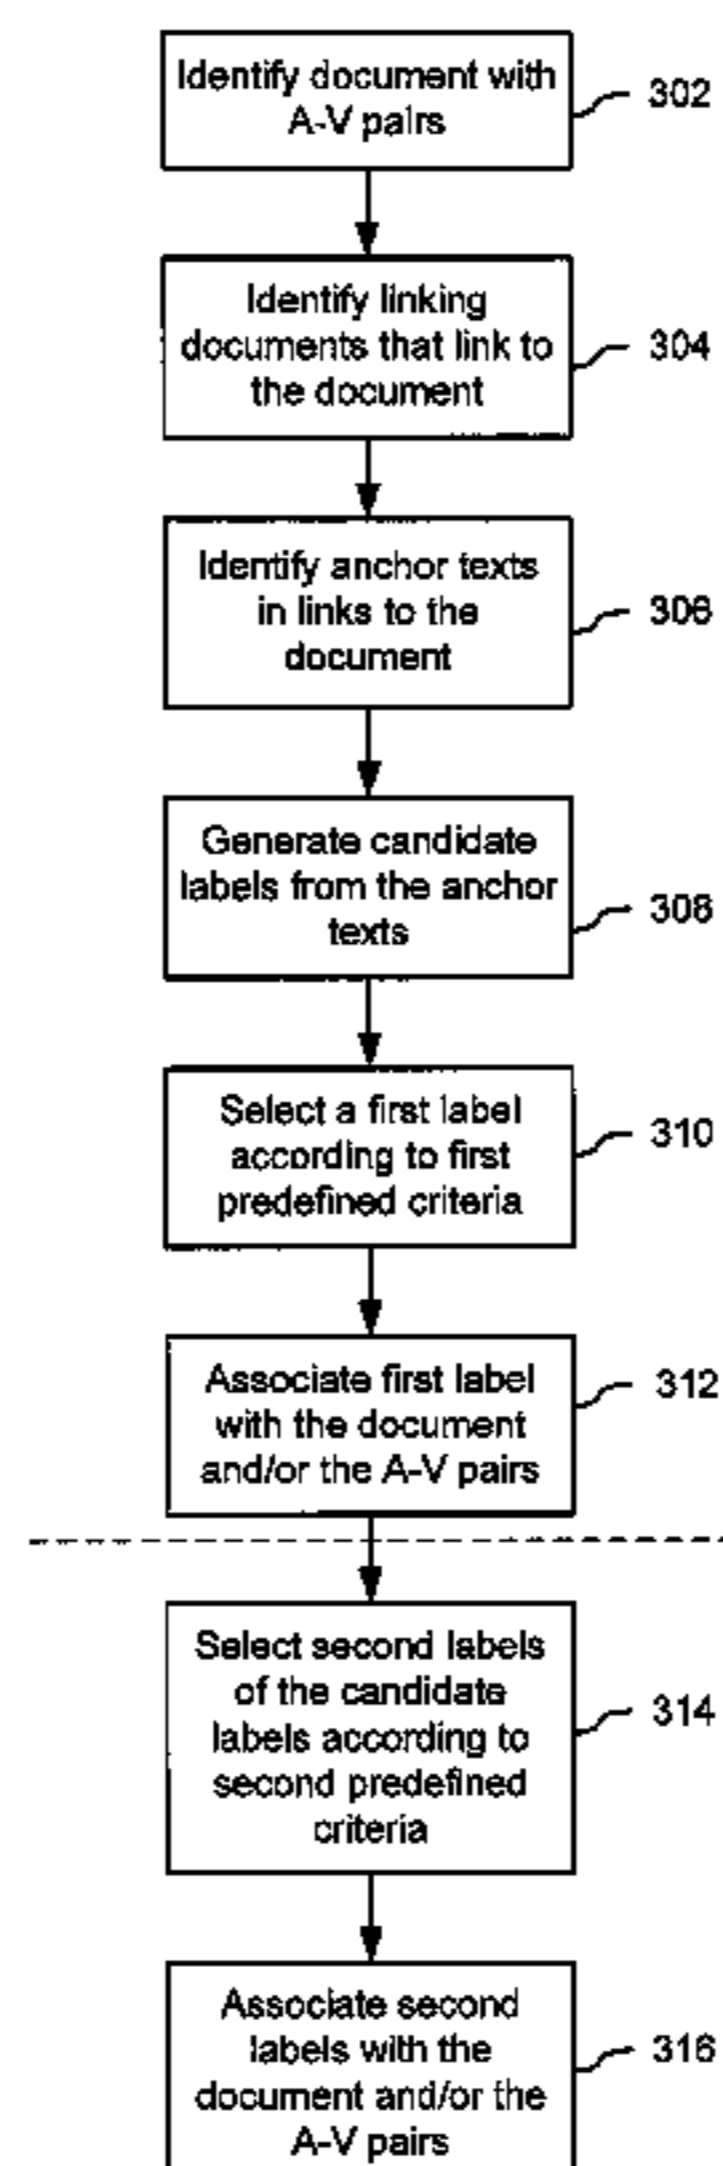 Identify document with
A-V pairs
302
Identify linking
documents that link to
the document
304
Identify anchor texts
in links to the
document
306
Generate candidate
labels from the anchor
texts
308
Select a first label
according to first
predefined criteria
310
Associate first label
with the document
and/or the A-V pairs
312
Select second labels
of the candidate
labels according to
second predefined
criteria
314
Associate second
labels with the
document and/or the
A-V pairs
316